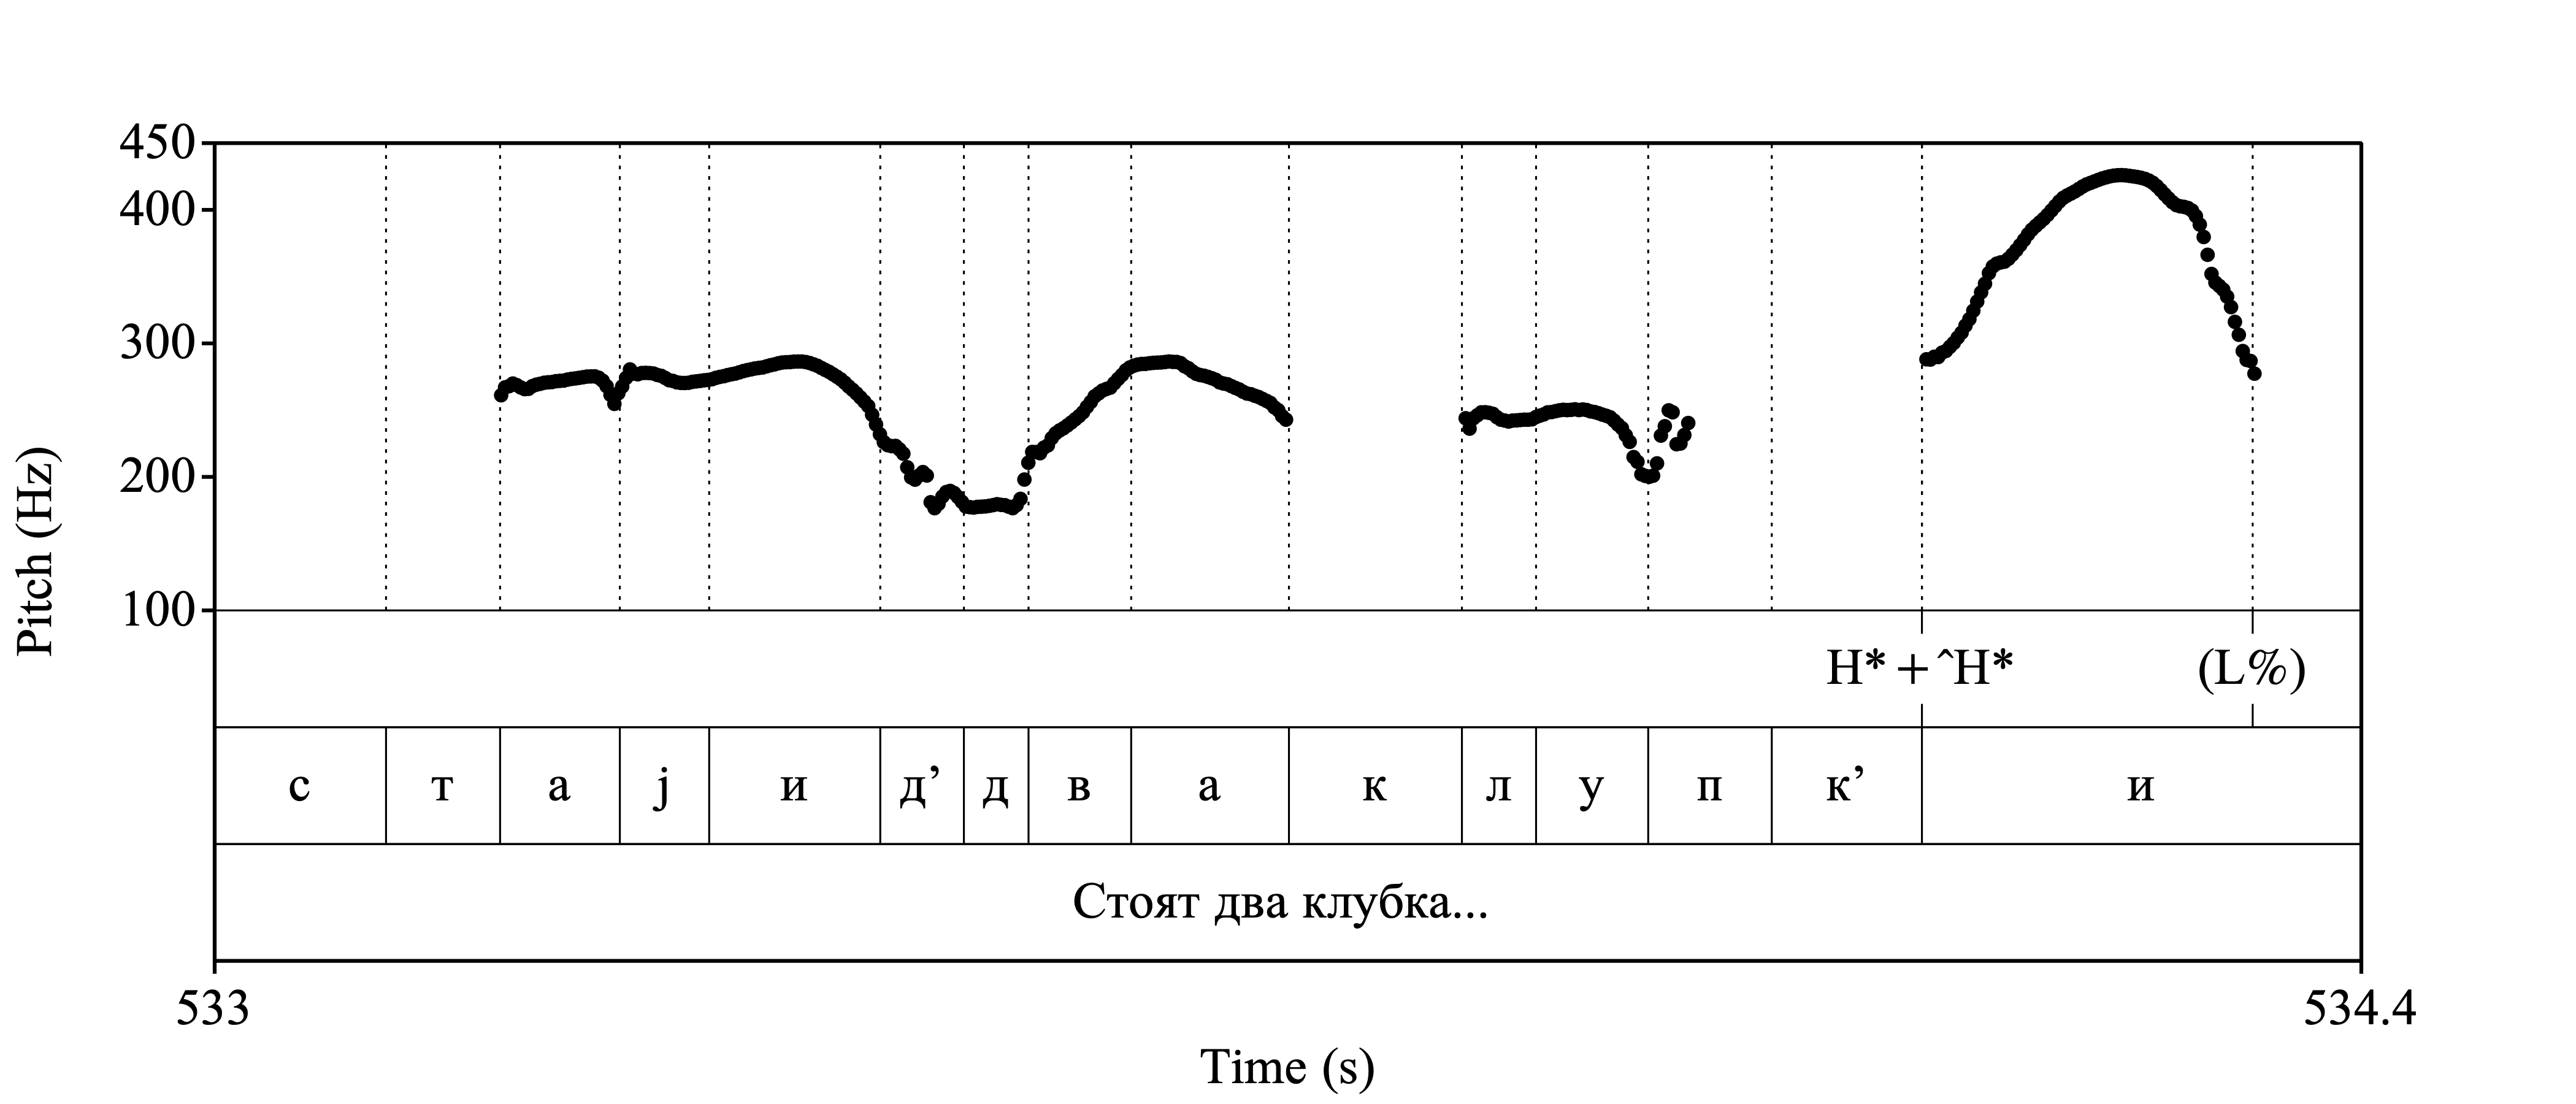 450
400
300
200
100
Pitch (Hz)
H* + ˆH* (L%)
с т а ј и д’ д в а к л у п к’ и
Стоят два клубка...
533 534.4
Time (s)